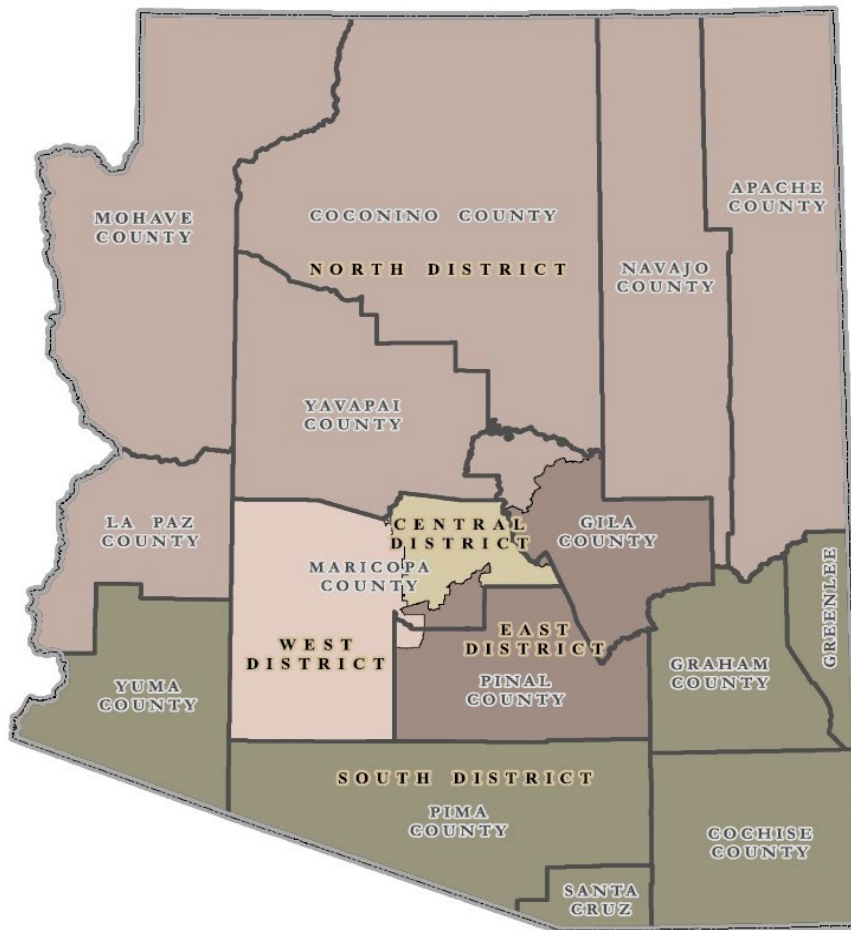 MOHAVE
COUNTY
COCONINO COUNTY
APACHE
COUNTY
NORTH DISTRICT
NAVAJO
COUNTY
YAVAPAI
COUNTY
LA PAZ
COUNTY
CENTRAL
DISTRICT
GILA
COUNTY
MARICOPA
COUNTY
GREENLEE
WEST
DISTRICT
EAST
DISTRICT
GRAHAM
COUNTY
YUMA
COUNTY
PINAL
COUNTY
SOUTH DISTRICT
PIMA
COUNTY
COCHISE
COUNTY
SANTA
CRUZ